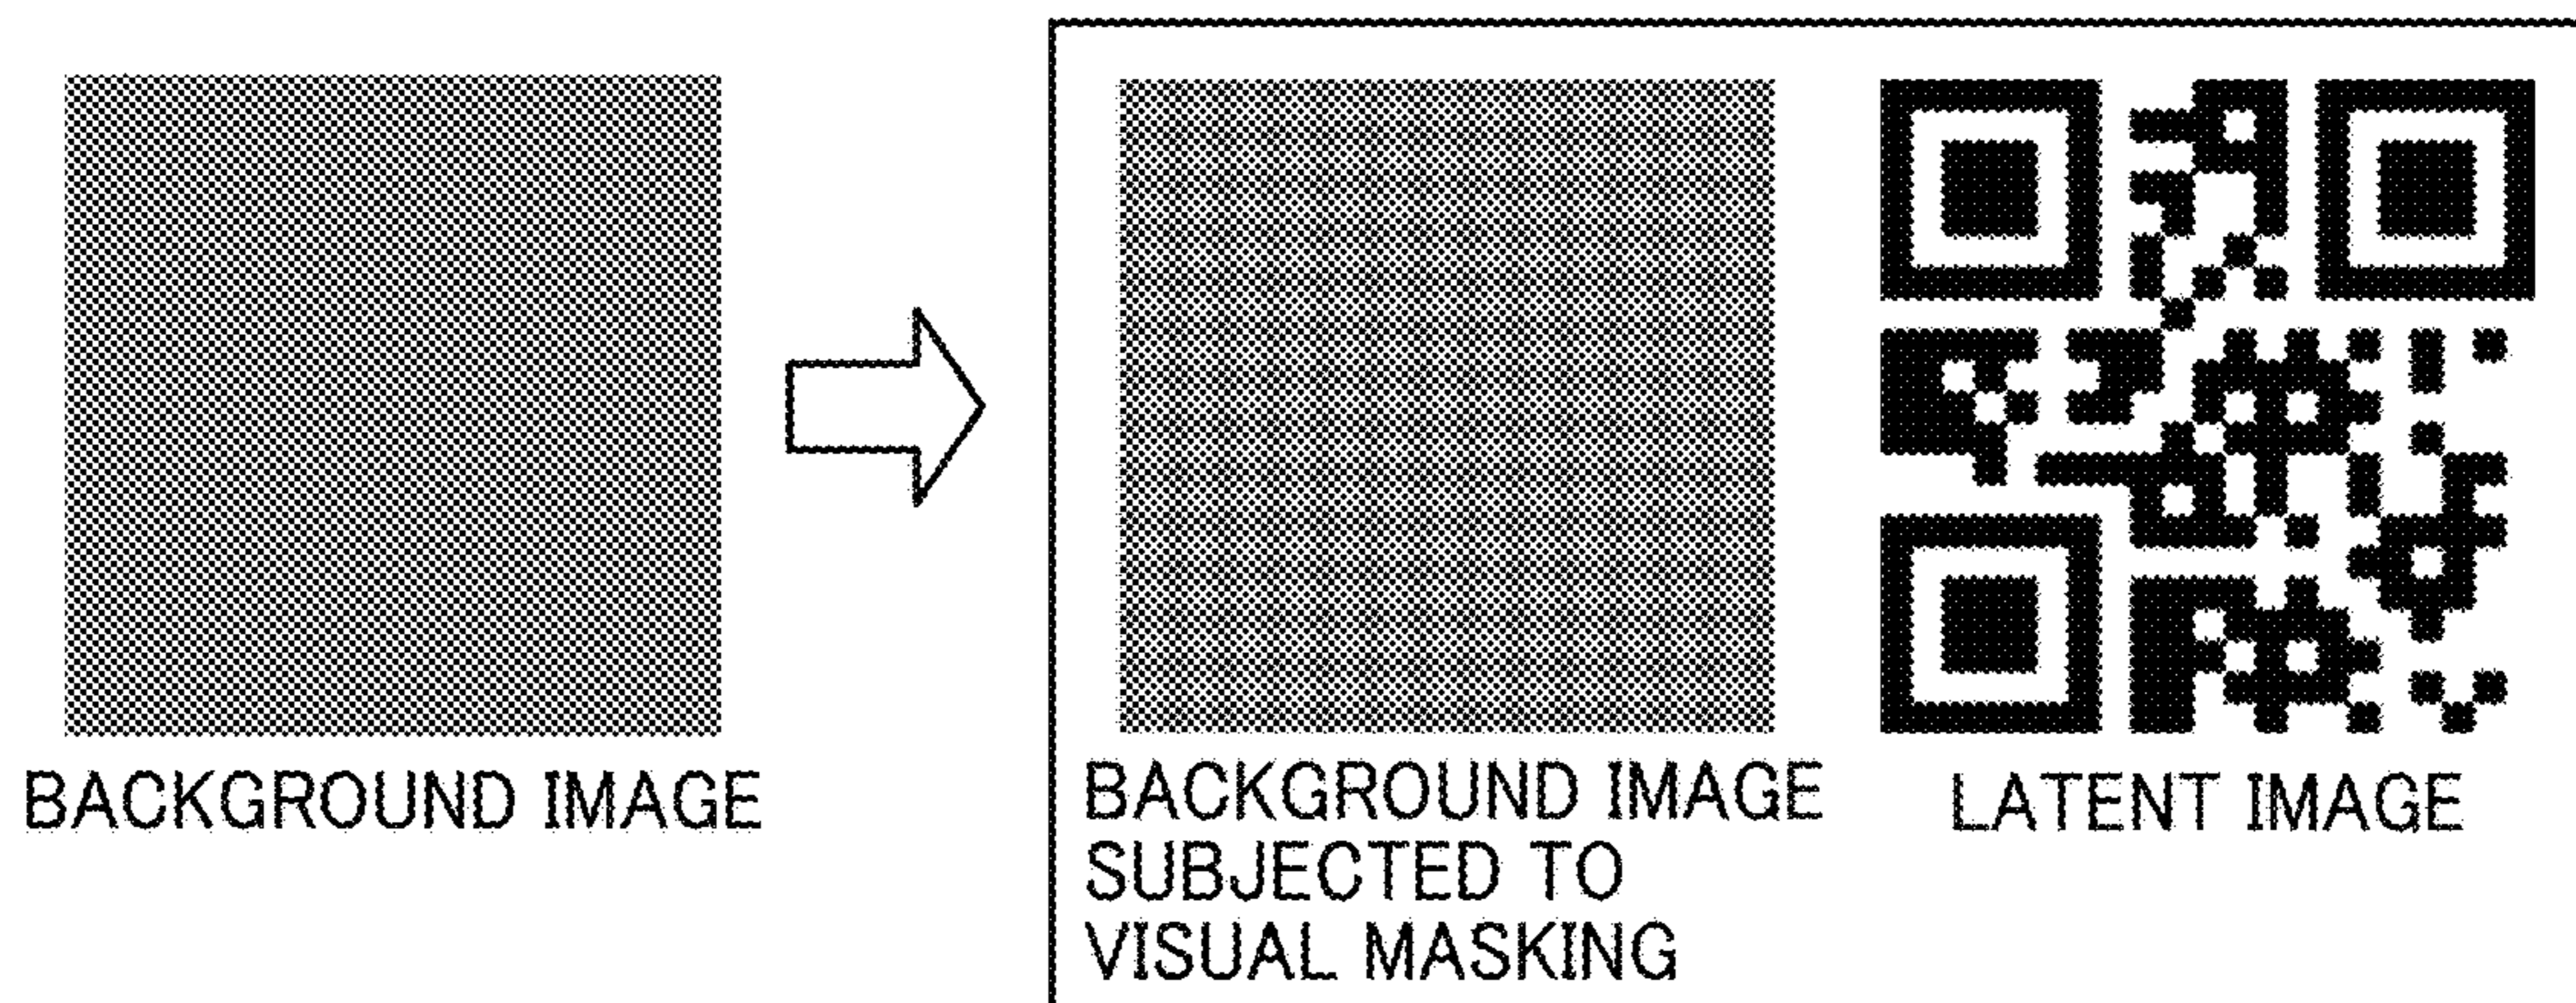 BACKGROUND IMAGE
BACKGROUND IMAGE
SUBJECTED TO
VISUAL MASKING
LATENT IMAGE